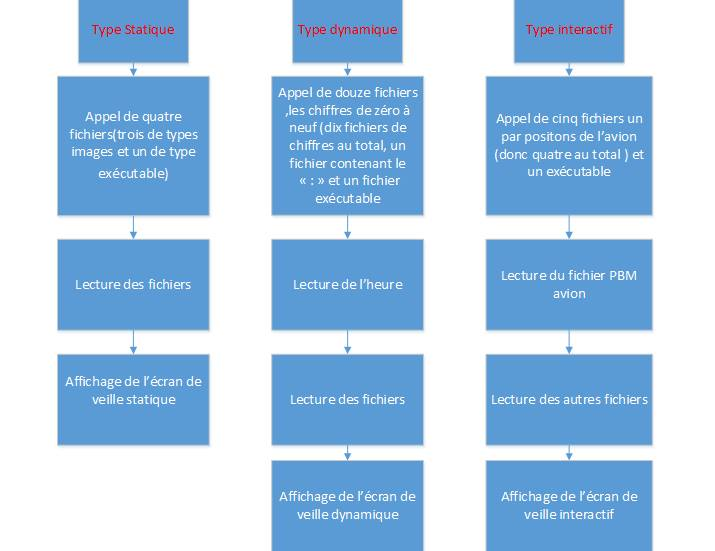 Type Statique
Appel de quatre
fichiers(trois de types
images et un de type
exécutable)
Lecture des fichiers
Affichage de l'écran de
veille statique
Type dynamique
Appel de douze fichiers
,les chiffres de zéro à
neuf (dix fichiers de
chiffres au total, un
fichier contenant le
« : » et un fichier
exécutable
Lecture de l'heure
Lecture des fichiers
Affichage de l'écran de
veille dynamique
Type interactif
Appel de cinq fichiers un
par positons de l'avion
(donc quatre au total ) et
un exécutable
Lecture du fichier PBM
avion
Lecture des autres fichiers
Affichage de l'écran de
veille interactif